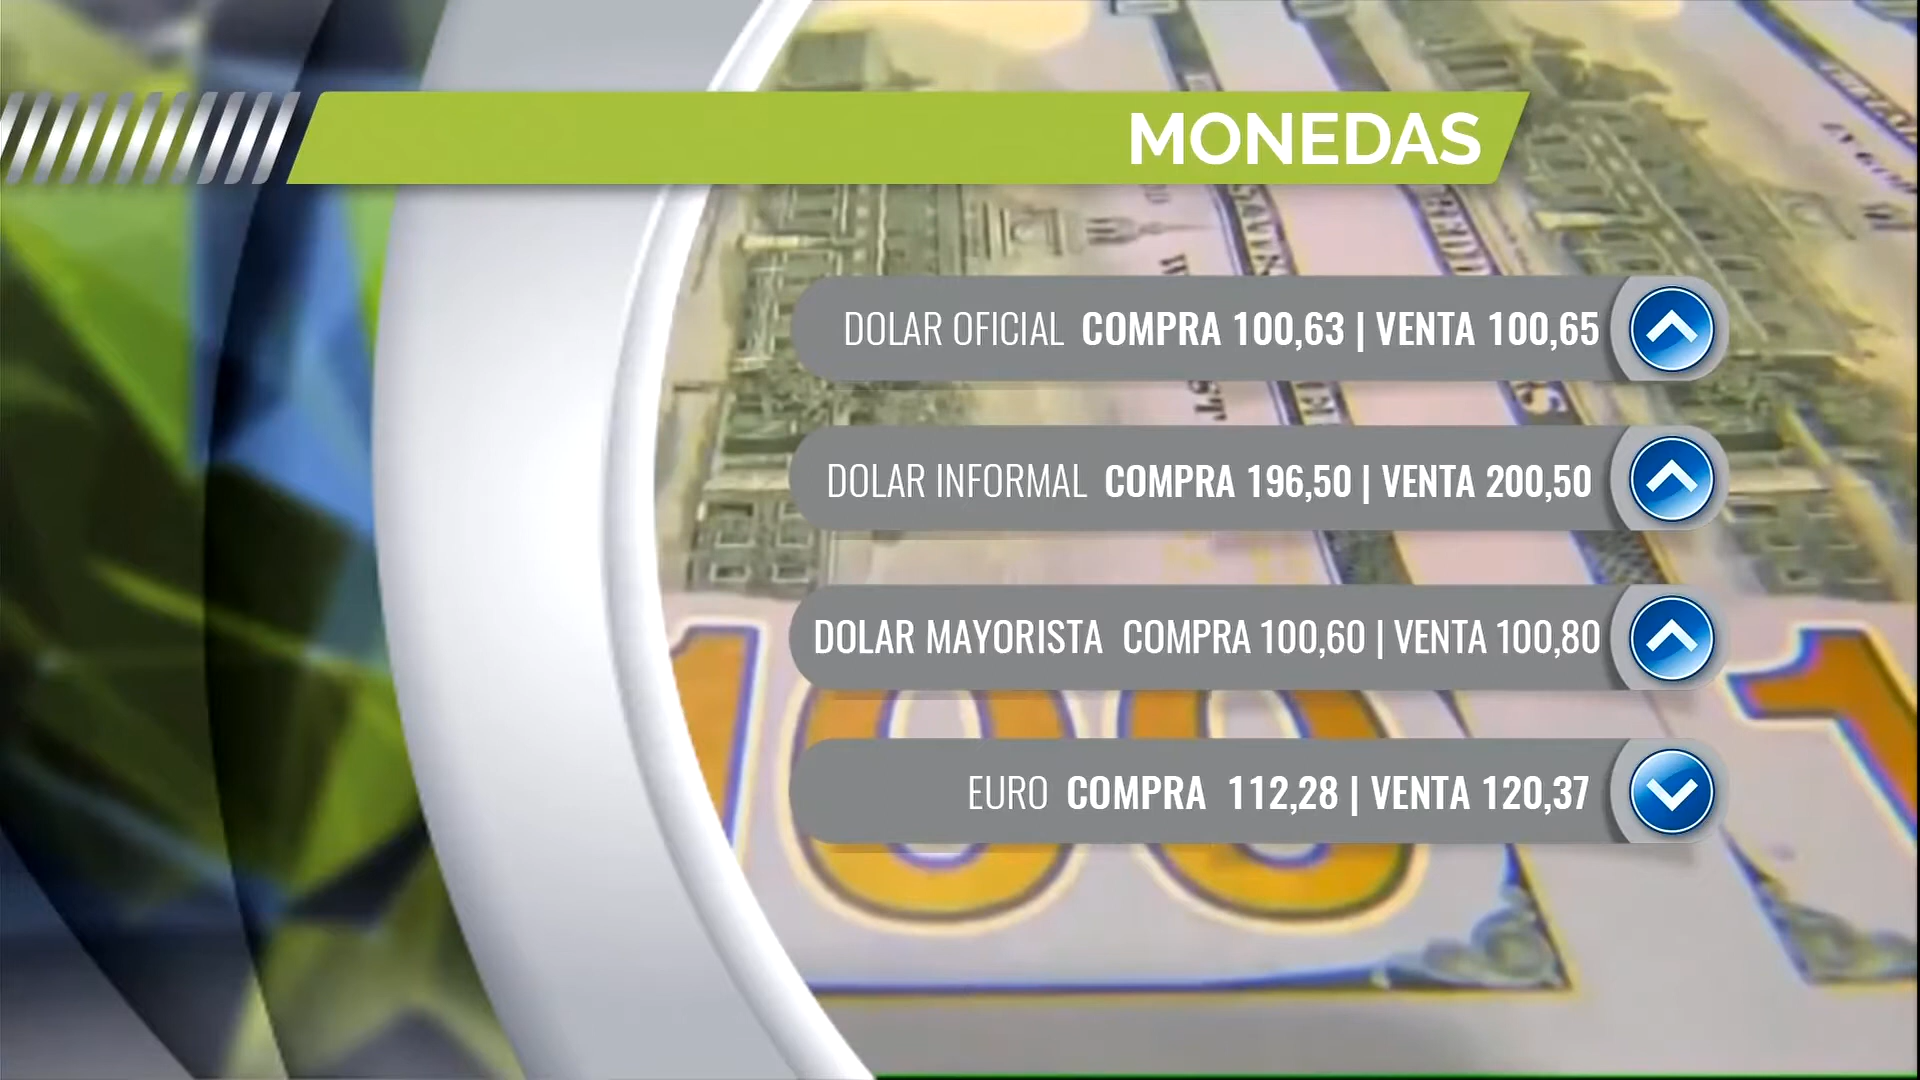 MONEDAS
DOLAR OFICIAL COMPRA 100,63 | VENTA 100,65
DOLAR INFORMAL COMPRA 196,50 | VENTA 200,50
DOLAR MAYORISTA COMPRA 100,60 | VENTA 100,80
EURO COMPRA 112,28 | VENTA 120,37
100